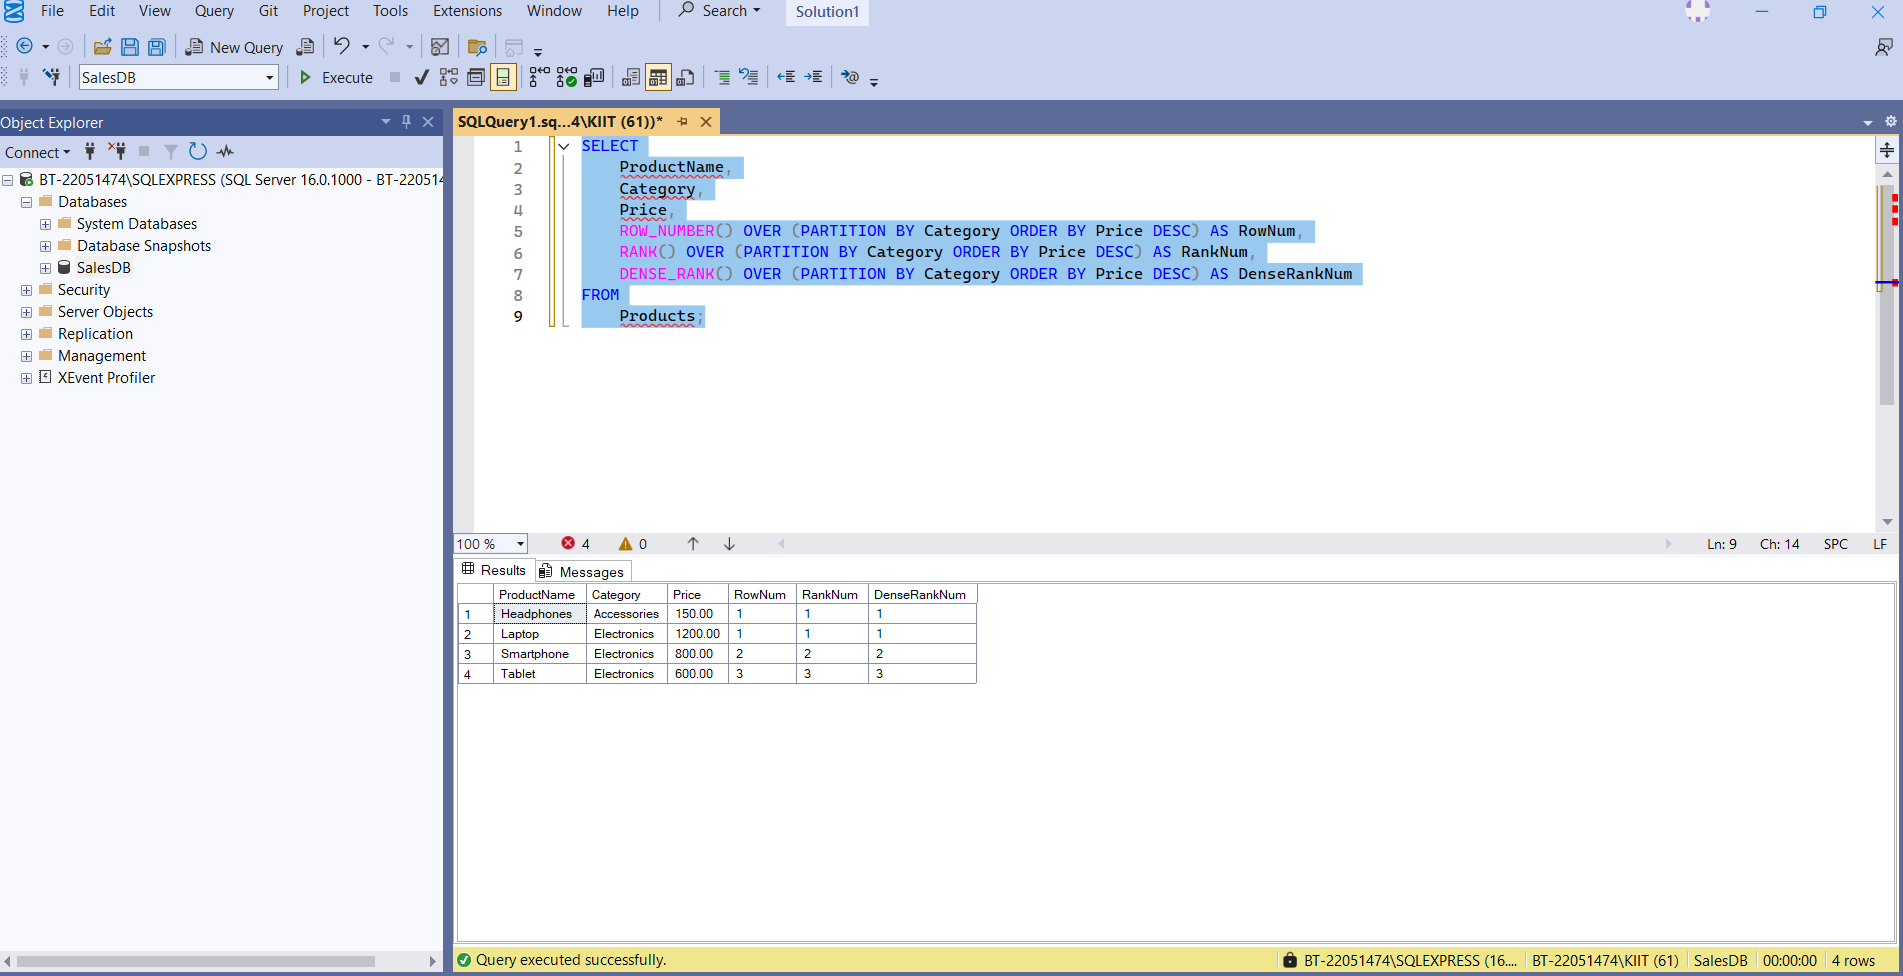 File Edit View Query Git Project Tools Extensions Window Help Search Solution1
New Query
SalesDB Execute
Object Explorer
Connect
BT-22051474\SQLEXPRESS (SQL Server 16.0.1000 - BT-220514
Databases
System Databases
Database Snapshots
SalesDB
Security
Server Objects
Replication
Management
XEvent Profiler
SQLQuery1.sq...4\KIIT (61))*
1 SELECT
2 ProductName,
3 Category,
4 Price,
5 ROW_NUMBER() OVER (PARTITION BY Category ORDER BY Price DESC) AS RowNum,
6 RANK() OVER (PARTITION BY Category ORDER BY Price DESC) AS RankNum,
7 DENSE_RANK() OVER (PARTITION BY Category ORDER BY Price DESC) AS DenseRankNum
8 FROM
9 Products;
100 % 4 0 Ln: 9 Ch: 14 SPC LF
Results Messages
ProductName Category Price RowNum RankNum DenseRankNum
1 Headphones Accessories 150.00 1 1 1
2 Laptop Electronics 1200.00 1 1 1
3 Smartphone Electronics 800.00 2 2 2
4 Tablet Electronics 600.00 3 3 3
Query executed successfully. BT-22051474\SQLEXPRESS (16.... BT-22051474\KIIT (61) SalesDB 00:00:00 4 rows